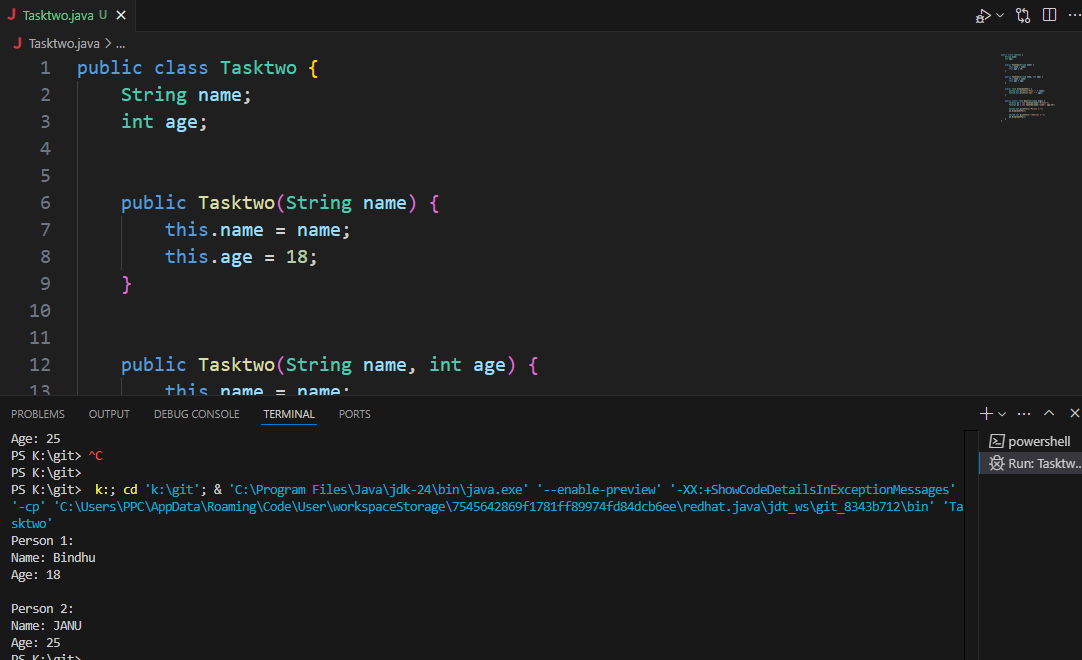 J Tasktwo.java U
J Tasktwo.java > ...
1 public class Tasktwo {
2 String name;
3 int age;
4
5
6 public Tasktwo(String name) {
7 this.name = name;
8 this.age = 18;
9 }
10
11
12 public Tasktwo(String name, int age) {
13 this.name = name;
PROBLEMS OUTPUT DEBUG CONSOLE TERMINAL PORTS
powershell
Run: Tasktw...
Age: 25
PS K:\git> ^C
PS K:\git>
PS K:\git>  k:; cd 'k:\git'; & 'C:\Program Files\Java\jdk-24\bin\java.exe' '--enable-preview' '-XX:+ShowCodeDetailsInExceptionMessages'
'-cp' 'C:\Users\PPC\AppData\Roaming\Code\User\workspaceStorage\7545642869f1781ff89974fd84dcb6ee\redhat.java\jdt_ws\git_8343b712\bin' 'Ta
sktwo'
Person 1:
Name: Bindhu
Age: 18
Person 2:
Name: JANU
Age: 25
PS K:\git>